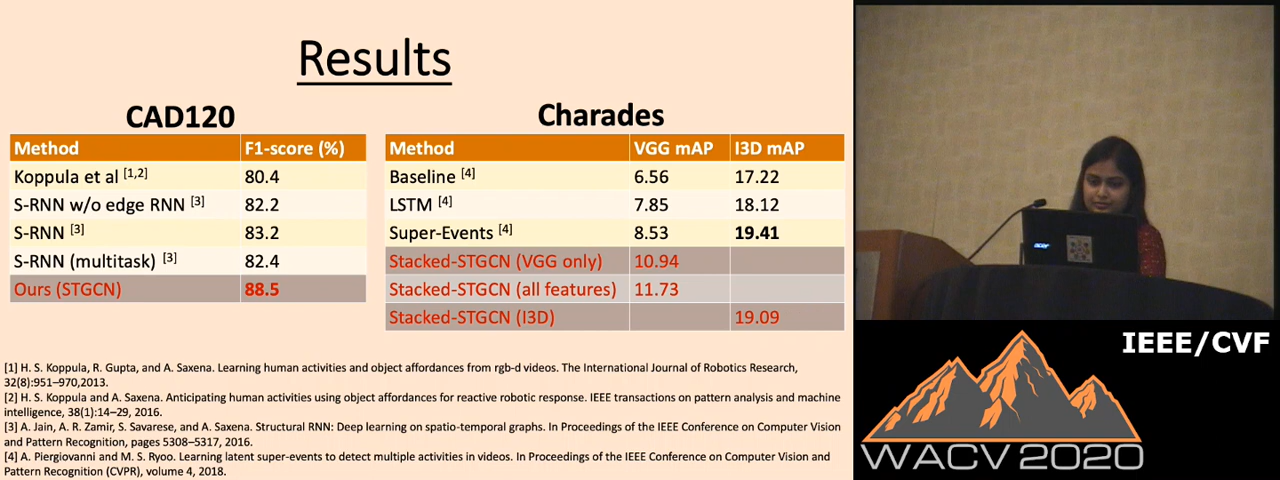 Results
CAD120
Method F1-score (%)
Koppula et al [1,2] 80.4
S-RNN w/o edge RNN [3] 82.2
S-RNN [3] 83.2
S-RNN (multitask) [3] 82.4
Ours (STGCN) 88.5
Charades
Method VGG mAP I3D mAP
Baseline [4] 6.56 17.22
LSTM [4] 7.85 18.12
Super-Events [4] 8.53 19.41
Stacked-STGCN (VGG only) 10.94
Stacked-STGCN (all features) 11.73
Stacked-STGCN (I3D) 19.09
[1] H. S. Koppula, R. Gupta, and A. Saxena. Learning human activities and object affordances from rgb-d videos. The International Journal of Robotics Research,
32(8):951–970,2013.
[2] H. S. Koppula and A. Saxena. Anticipating human activities using object affordances for reactive robotic response. IEEE transactions on pattern analysis and machine
intelligence, 38(1):14–29, 2016.
[3] A. Jain, A. R. Zamir, S. Savarese, and A. Saxena. Structural RNN: Deep learning on spatio-temporal graphs. In Proceedings of the IEEE Conference on Computer Vision
and Pattern Recognition, pages 5308–5317, 2016.
[4] A. Piergiovanni and M. S. Ryoo. Learning latent super-events to detect multiple activities in videos. In Proceedings of the IEEE Conference on Computer Vision and
Pattern Recognition (CVPR), volume 4, 2018.
acer
IEEE/CVF
WACV 2020